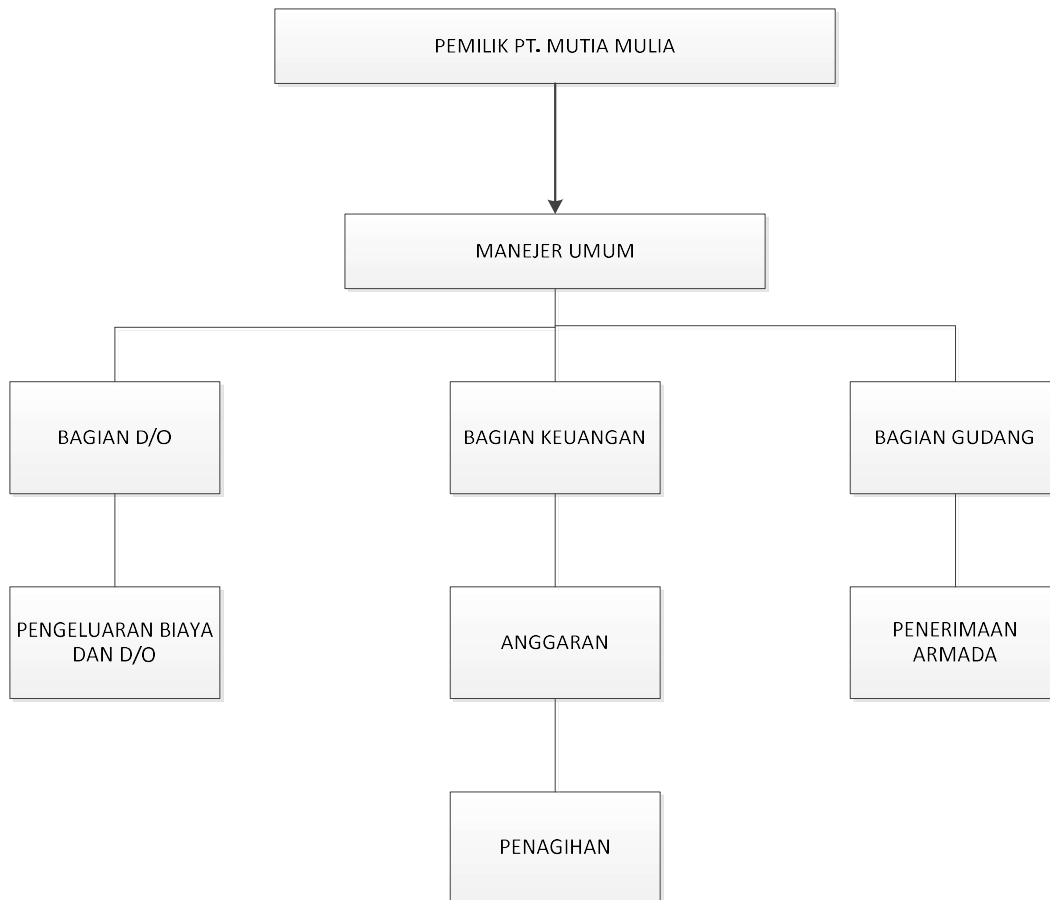 PEMILIK PT. MUTIA MULIA
MANEJER UMUM
BAGIAN D/O
BAGIAN KEUANGAN
BAGIAN GUDANG
PENGELUARAN BIAYA
DAN D/O
ANGGARAN
PENERIMAAN
ARMADA
PENAGIHAN